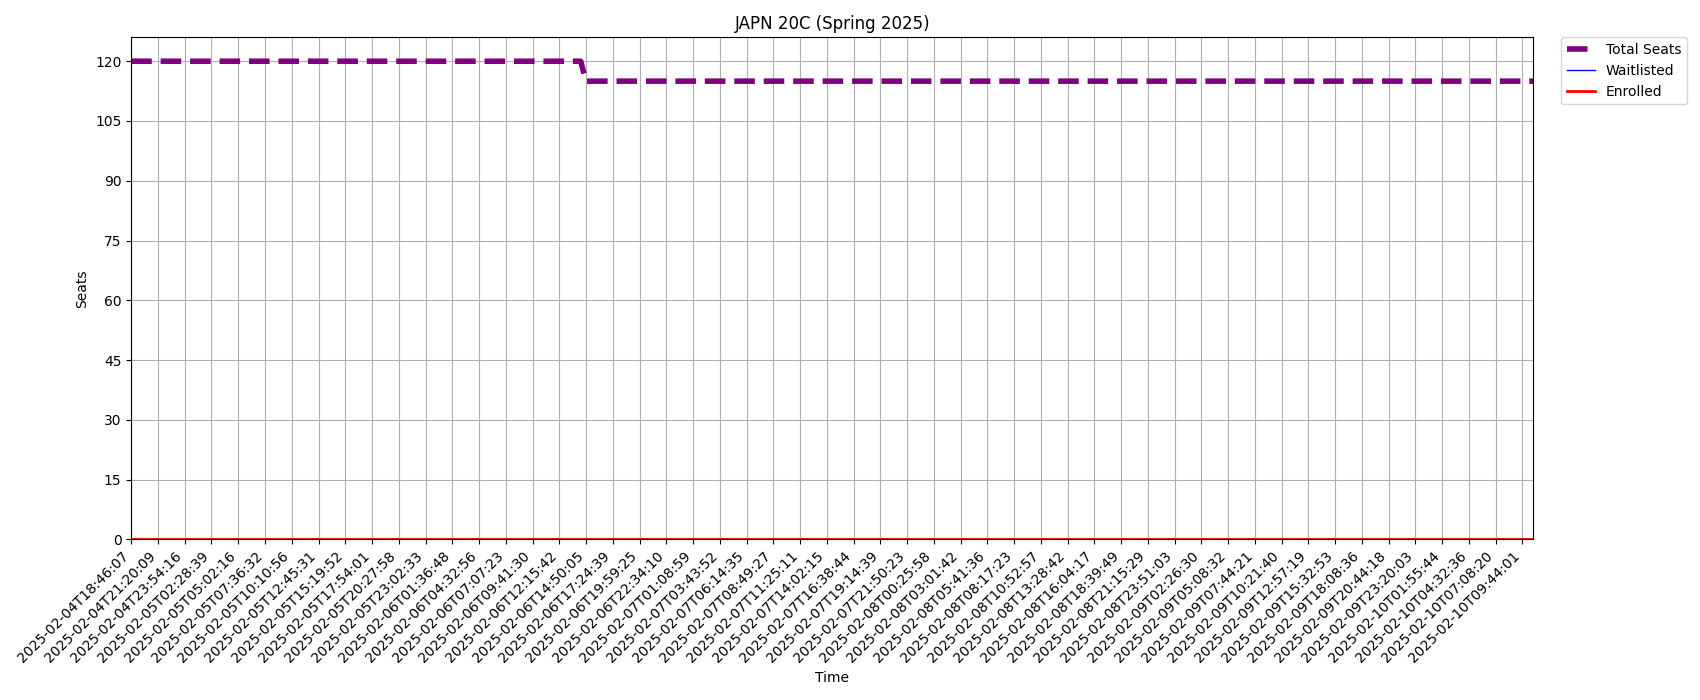 JAPN 20C (Spring 2025)
Total Seats
Waitlisted
Enrolled
Seats
120
105
90
75
60
45
30
15
0
2025-02-04T18:46:07
2025-02-04T21:20:09
2025-02-04T23:54:16
2025-02-05T02:28:39
2025-02-05T05:02:16
2025-02-05T07:36:32
2025-02-05T10:10:56
2025-02-05T12:45:31
2025-02-05T15:19:52
2025-02-05T17:54:01
2025-02-05T20:27:58
2025-02-05T23:02:33
2025-02-06T01:36:48
2025-02-06T04:32:56
2025-02-06T07:07:23
2025-02-06T09:41:30
2025-02-06T12:15:42
2025-02-06T14:50:05
2025-02-06T17:24:39
2025-02-06T19:59:25
2025-02-06T22:34:10
2025-02-07T01:08:59
2025-02-07T03:43:52
2025-02-07T06:14:35
2025-02-07T08:49:27
2025-02-07T11:25:11
2025-02-07T14:02:15
2025-02-07T16:38:44
2025-02-07T19:14:39
2025-02-07T21:50:23
2025-02-08T00:25:58
2025-02-08T03:01:42
2025-02-08T05:41:36
2025-02-08T08:17:23
2025-02-08T10:52:57
2025-02-08T13:28:42
2025-02-08T16:04:17
2025-02-08T18:39:49
2025-02-08T21:15:29
2025-02-08T23:51:03
2025-02-09T02:26:30
2025-02-09T05:08:32
2025-02-09T07:44:21
2025-02-09T10:21:40
2025-02-09T12:57:19
2025-02-09T15:32:53
2025-02-09T18:08:36
2025-02-09T20:44:18
2025-02-09T23:20:03
2025-02-10T01:55:44
2025-02-10T04:32:36
2025-02-10T07:08:20
2025-02-10T09:44:01
Time